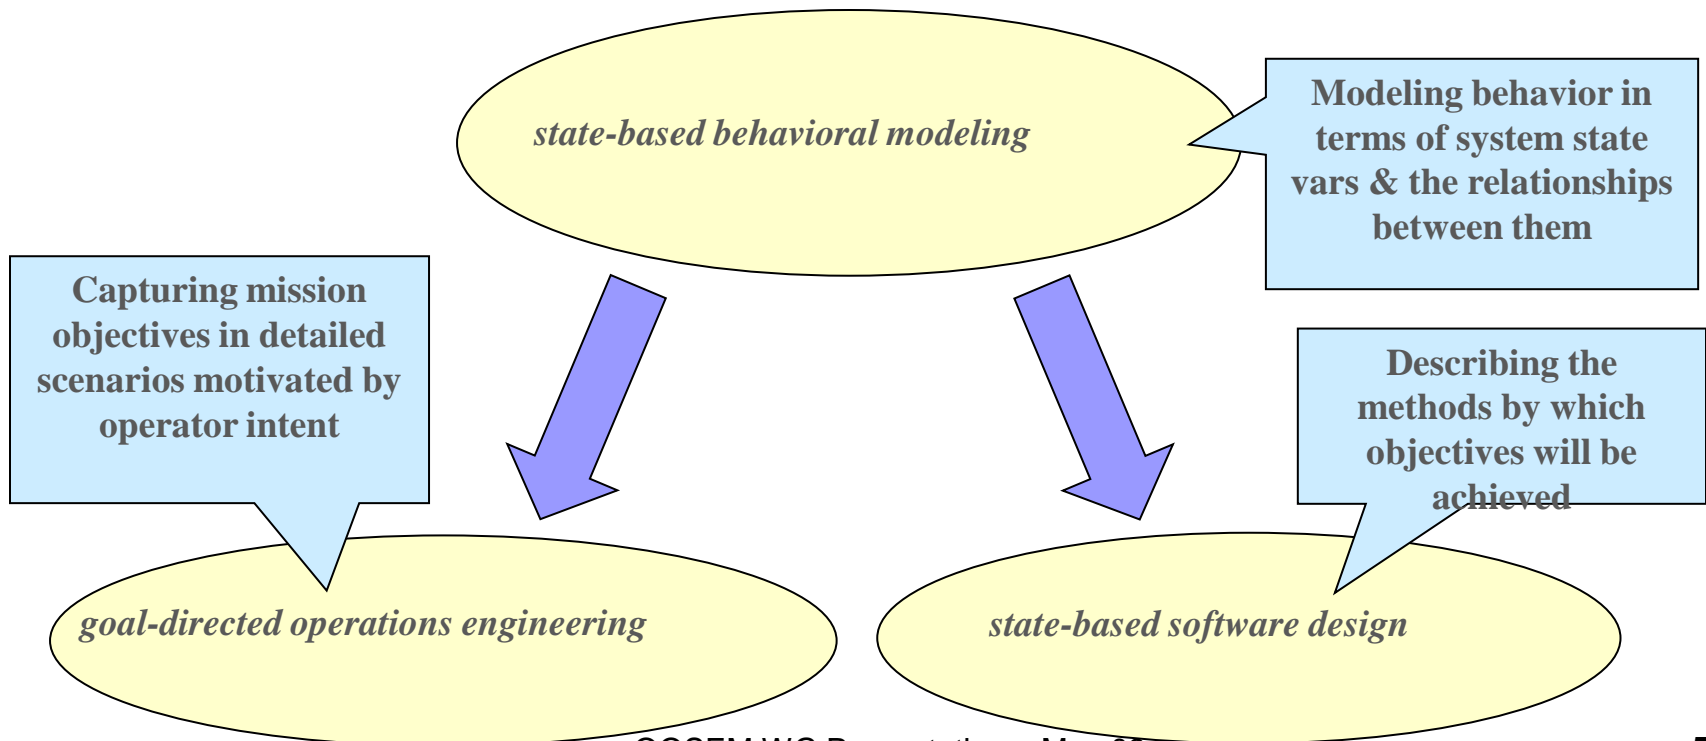 state-based behavioral modeling
Modeling behavior in
terms of system state
vars & the relationships
between them
Capturing mission
objectives in detailed
scenarios motivated by
operator intent
Describing the
methods by which
objectives will be
achieved
goal-directed operations engineering
state-based software design